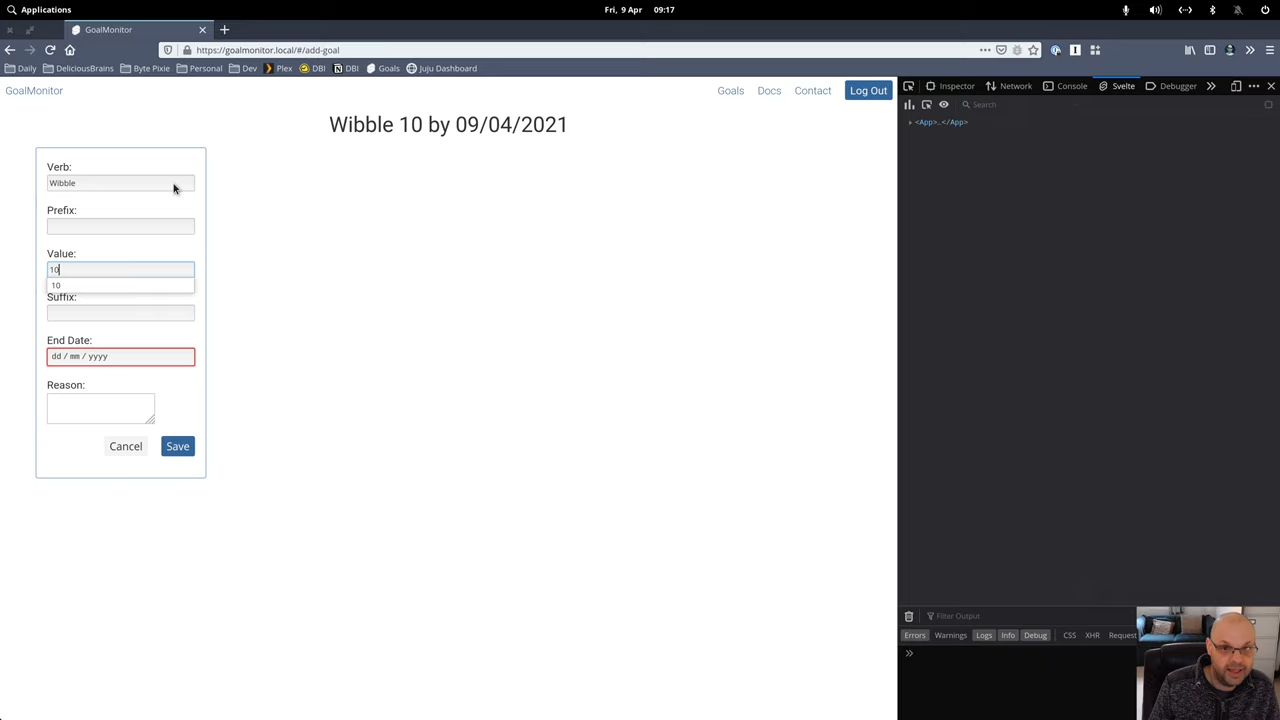 Applications
Fri, 9 Apr 09:17
GoalMonitor
https://goalmonitor.local/#/add-goal
Daily DeliciousBrains Byte Pixie Personal Dev Plex DBI DBI Goals Juju Dashboard
GoalMonitor
Goals Docs Contact Log Out
Wibble 10 by 09/04/2021
Verb:
Wibble
Prefix:
Value:
10
10
Suffix:
End Date:
dd / mm / yyyy
Reason:
Cancel Save
Inspector Network Console Svelte Debugger
Search
<App>…</App>
Filter Output
Errors Warnings Logs Info Debug CSS XHR Request